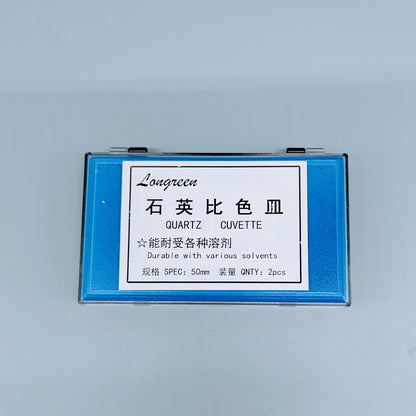 Longreen
石英比色皿
QUARTZ CUVETTE
☆能耐受各种溶剂
Durable with various solvents
规格 SPEC: 50mm 装量 QNTY: 2pcs